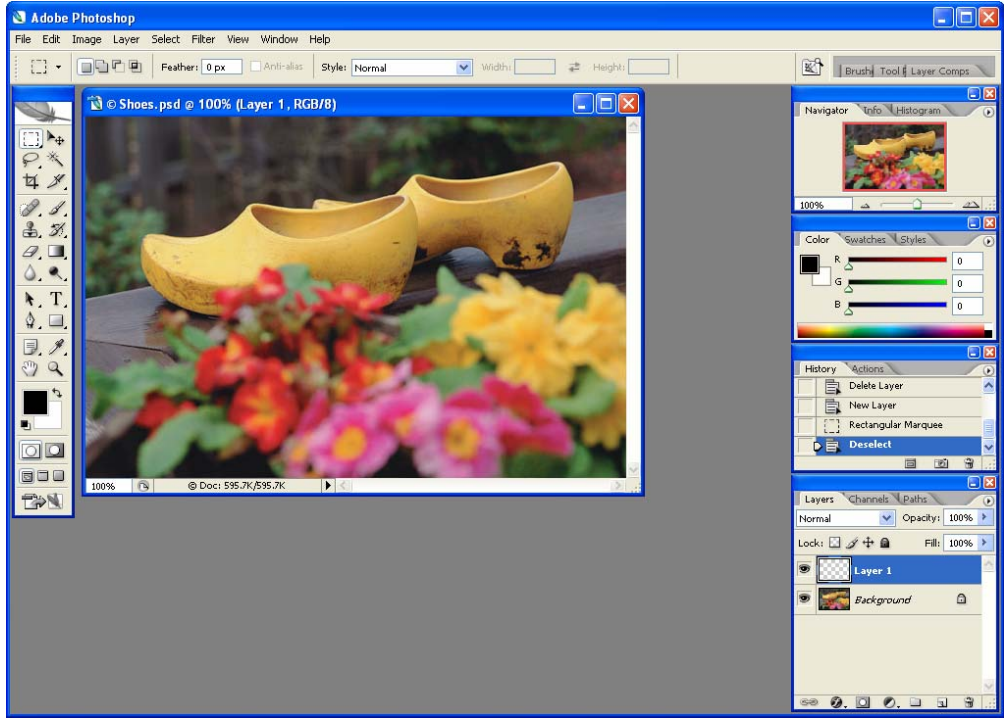 Adobe Photoshop
File Edit Image Layer Select Filter View Window Help
Feather: 0 px Anti-alias Style: Normal Width: Height:
Brush Tool Layer Comps
© Shoes.psd @ 100% (Layer 1, RGB/8)
100% © Doc: 595.7K/595.7K
T
Navigator Info Histogram
100%
Color Swatches Styles
R 0
G 0
B 0
History Actions
Delete Layer
New Layer
Rectangular Marquee
Deselect
Layers Channels Paths
Normal Opacity: 100%
Lock: Fill: 100%
Layer 1
Background